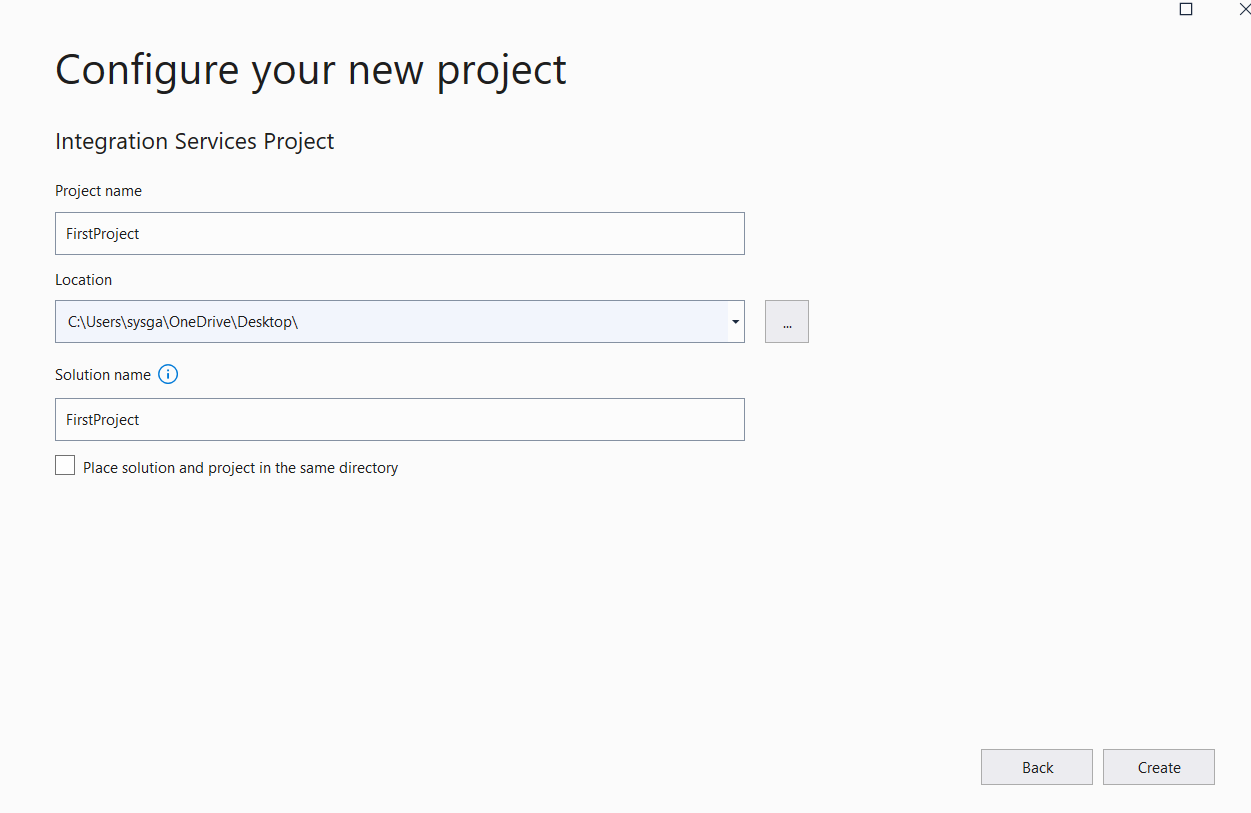 Configure your new project
Integration Services Project
Project name
FirstProject
Location
C:\Users\sysga\OneDrive\Desktop\
...
Solution name
FirstProject
Place solution and project in the same directory
Back
Create